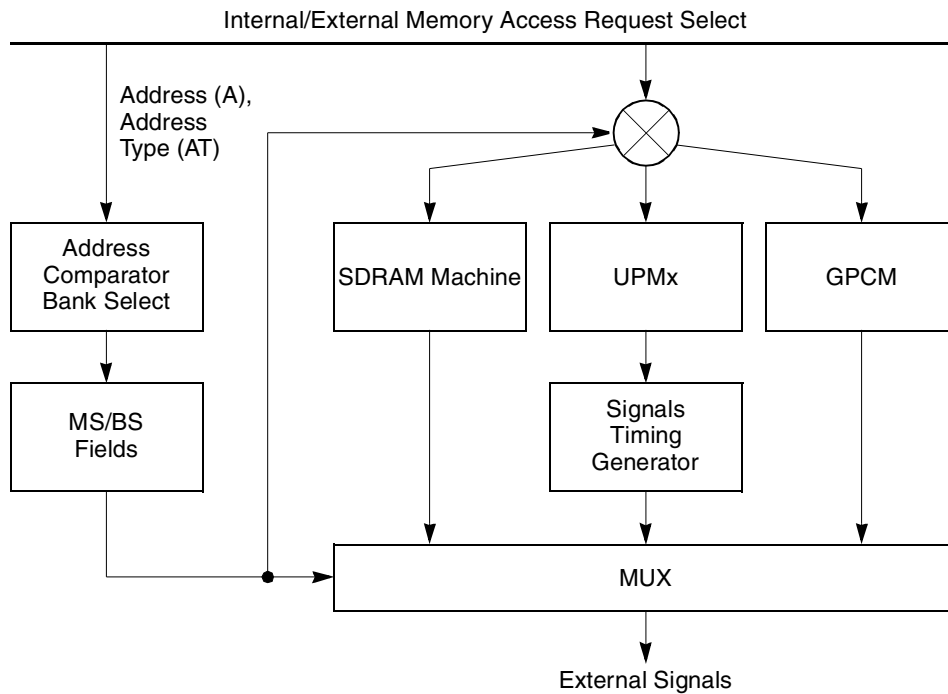 Internal/External Memory Access Request Select
Address (A),
Address
Type (AT)
Address
Comparator
Bank Select
SDRAM Machine
UPMx
GPCM
MS/BS
Fields
Signals
Timing
Generator
MUX
External Signals